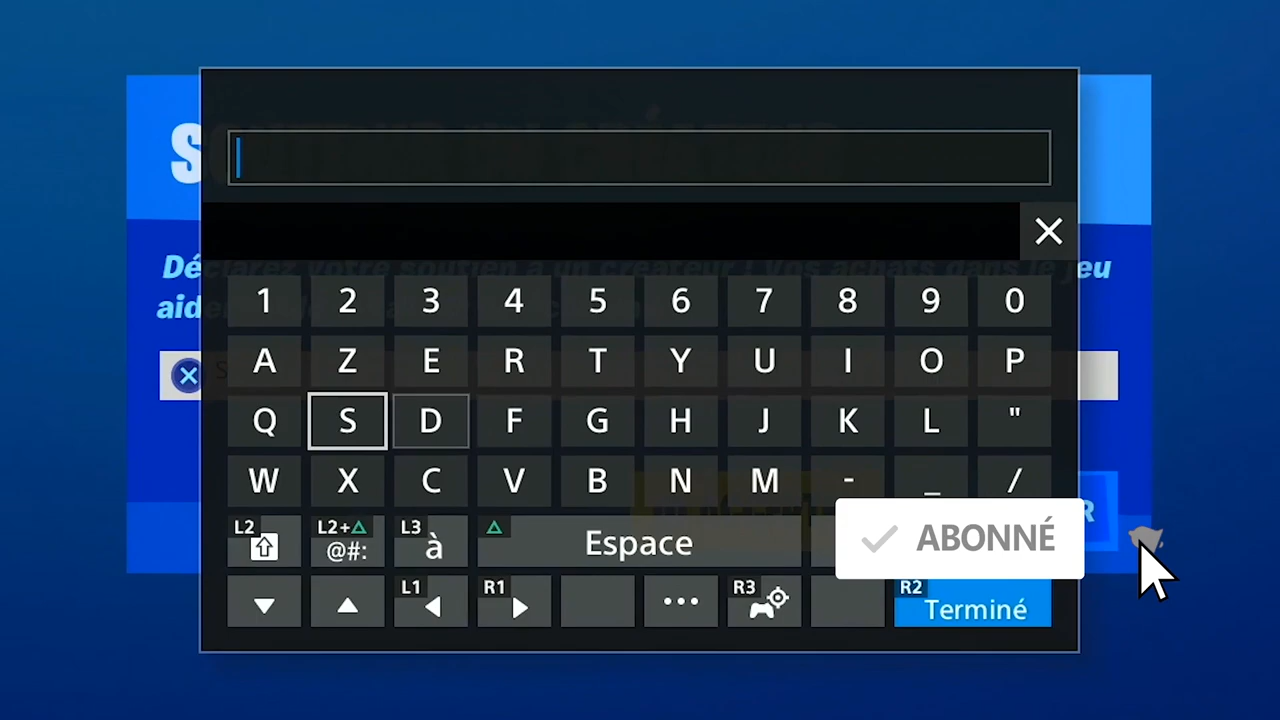 Déclarez votre soutien à un créateur ! Vos achats dans le jeu
aide
1 2 3 4 5 6 7 8 9 0
A Z E R T Y U I O P
Q S D F G H J K L "
W X C V B N M - _ /
L2 L2+△ @#: L3 à △ Espace
ABONNÉ
L1 R1 ... R3 R2 Terminé